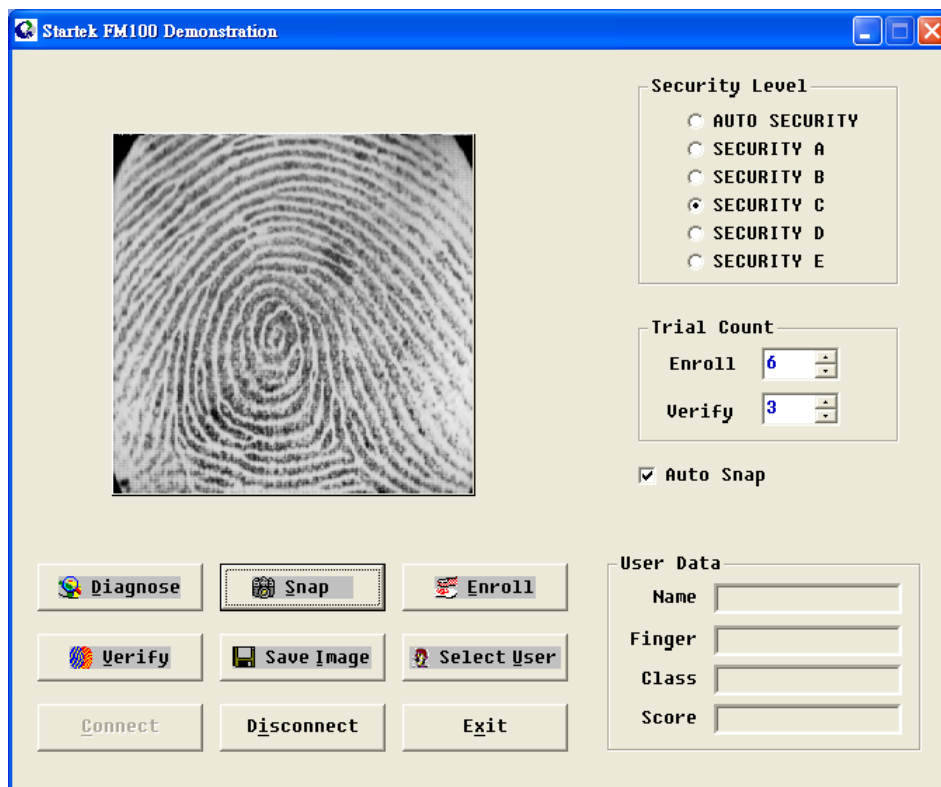 Startek FM100 Demonstration
Security Level
AUTO SECURITY
SECURITY A
SECURITY B
SECURITY C
SECURITY D
SECURITY E
Trial Count
Enroll 6
Verify 3
Auto Snap
Diagnose Snap Enroll
Verify Save Image Select User
Connect Disconnect Exit
User Data
Name
Finger
Class
Score